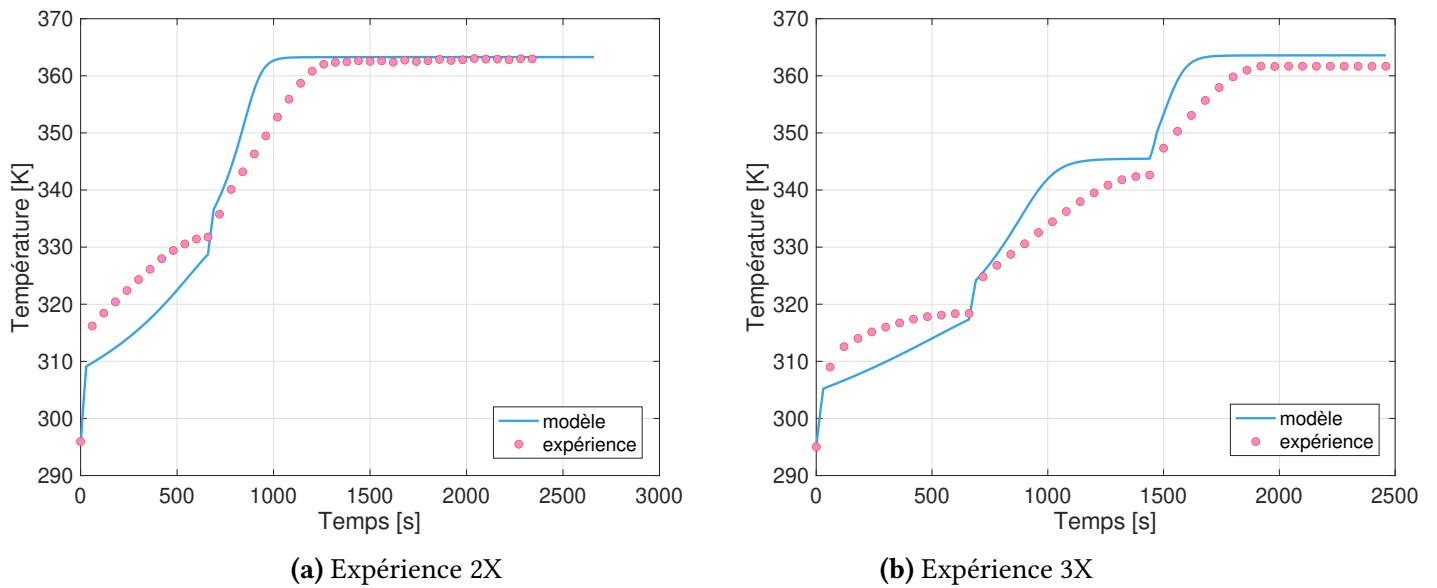 370
360
350
340
330
320
310
300
290
Température [K]
modèle
expérience
0 500 1000 1500 2000 2500 3000
Temps [s]
(a) Expérience 2X
370
360
350
340
330
320
310
300
290
Température [K]
modèle
expérience
0 500 1000 1500 2000 2500
Temps [s]
(b) Expérience 3X